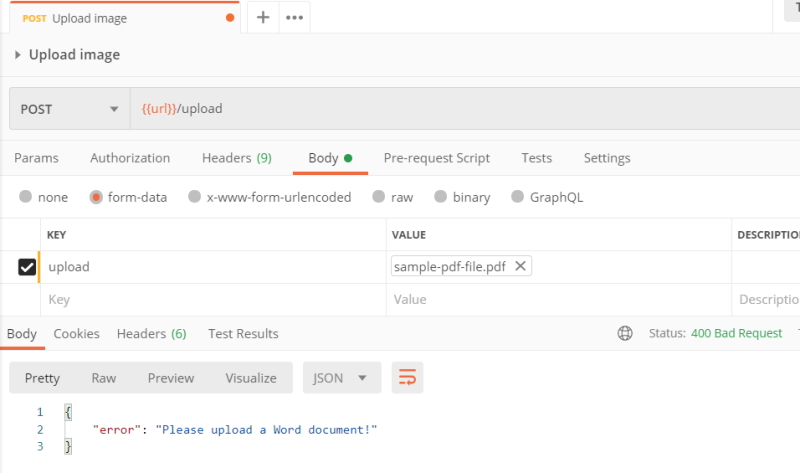 POST Upload image + •••
Upload image
POST {{url}}/upload
Params Authorization Headers (9) Body Pre-request Script Tests Settings
none form-data x-www-form-urlencoded raw binary GraphQL
KEY VALUE DESCRIPTIO
upload sample-pdf-file.pdf
Key Value Descriptio
Body Cookies Headers (6) Test Results Status: 400 Bad Request
Pretty Raw Preview Visualize JSON
1 {
2 "error": "Please upload a Word document!"
3 }